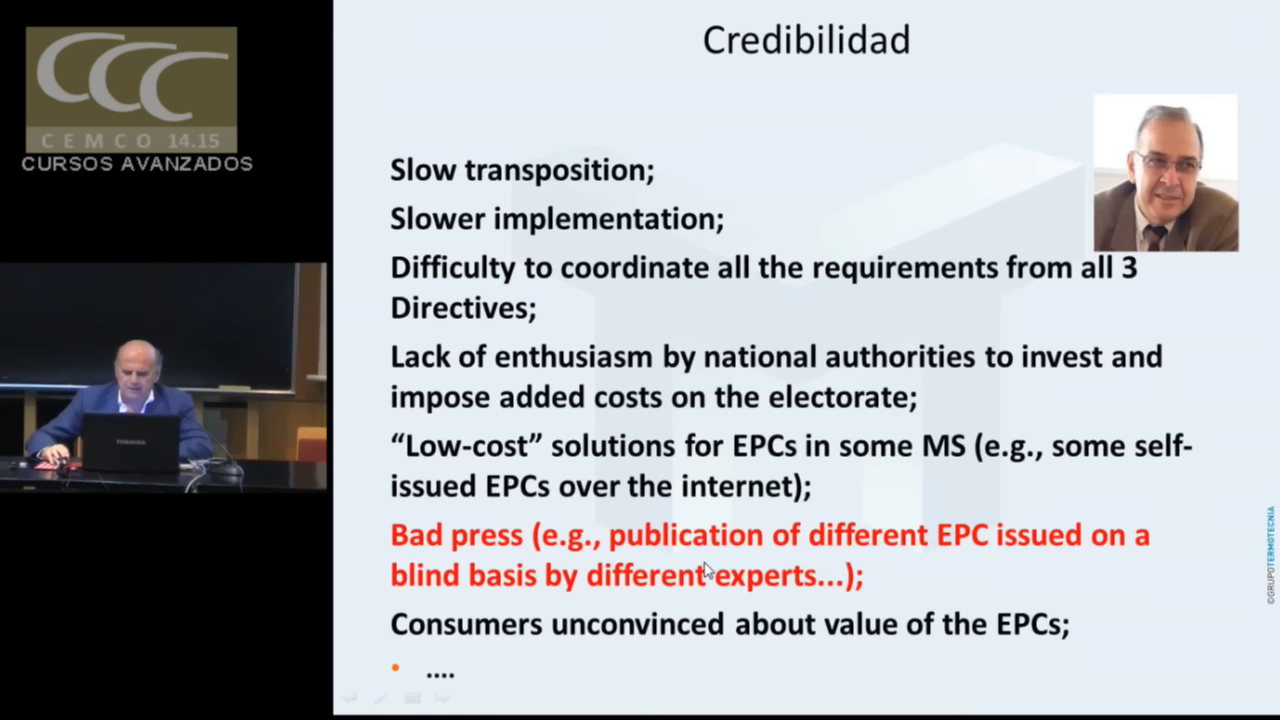 CCC
CEMCO 14.15
CURSOS AVANZADOS
TOSHIBA
Credibilidad
Slow transposition;
Slower implementation;
Difficulty to coordinate all the requirements from all 3
Directives;
Lack of enthusiasm by national authorities to invest and
impose added costs on the electorate;
“Low-cost” solutions for EPCs in some MS (e.g., some self-
issued EPCs over the internet);
Bad press (e.g., publication of different EPC issued on a
blind basis by different experts...);
Consumers unconvinced about value of the EPCs;
• ....
©GRUPOTERMOTECNIA